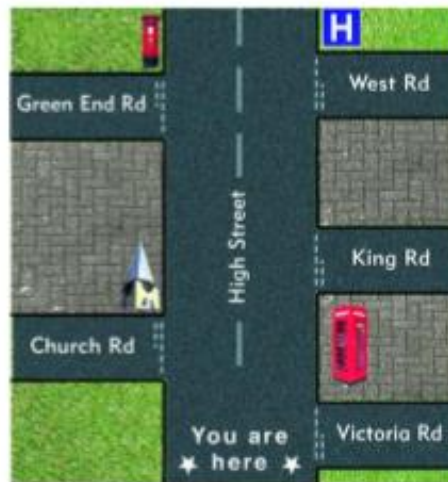 H
Green End Rd
West Rd
High Street
King Rd
Church Rd
Victoria Rd
You are
here